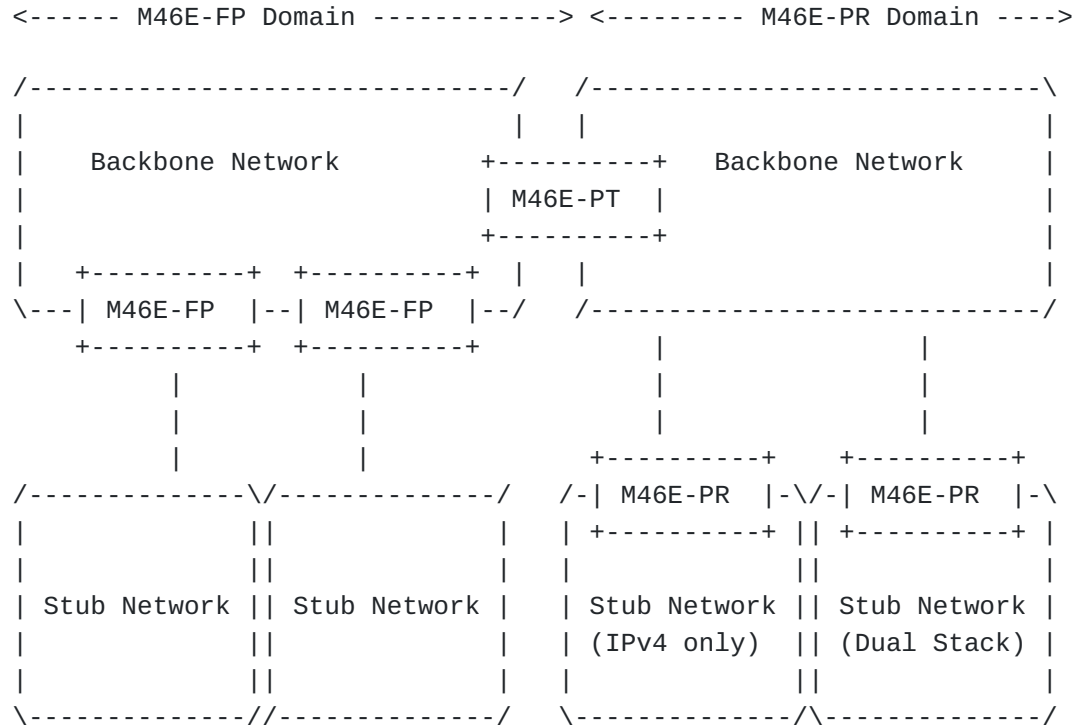 <------ M46E-FP Domain ------------> <--------- M46E-PR Domain ---->
Backbone Network Backbone Network
M46E-PT
M46E-FP M46E-FP
M46E-PR M46E-PR
Stub Network Stub Network Stub Network Stub Network
(IPv4 only) (Dual Stack)